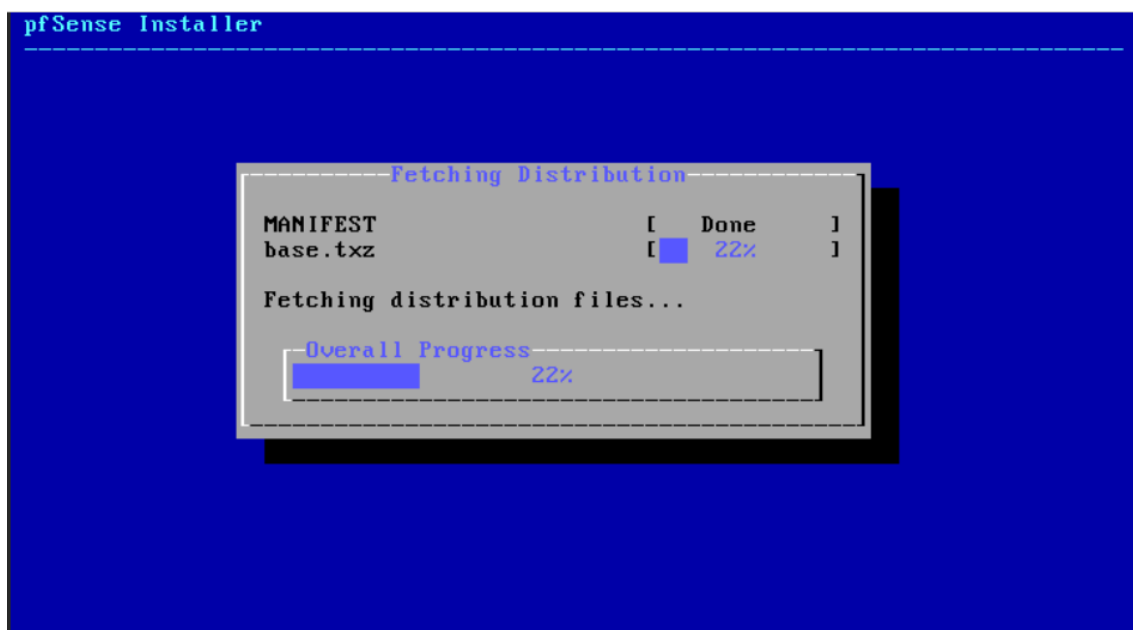 pfSense Installer
Fetching Distribution
MANIFEST [ Done ]
base.txz [ 22% ]
Fetching distribution files...
Overall Progress
22%